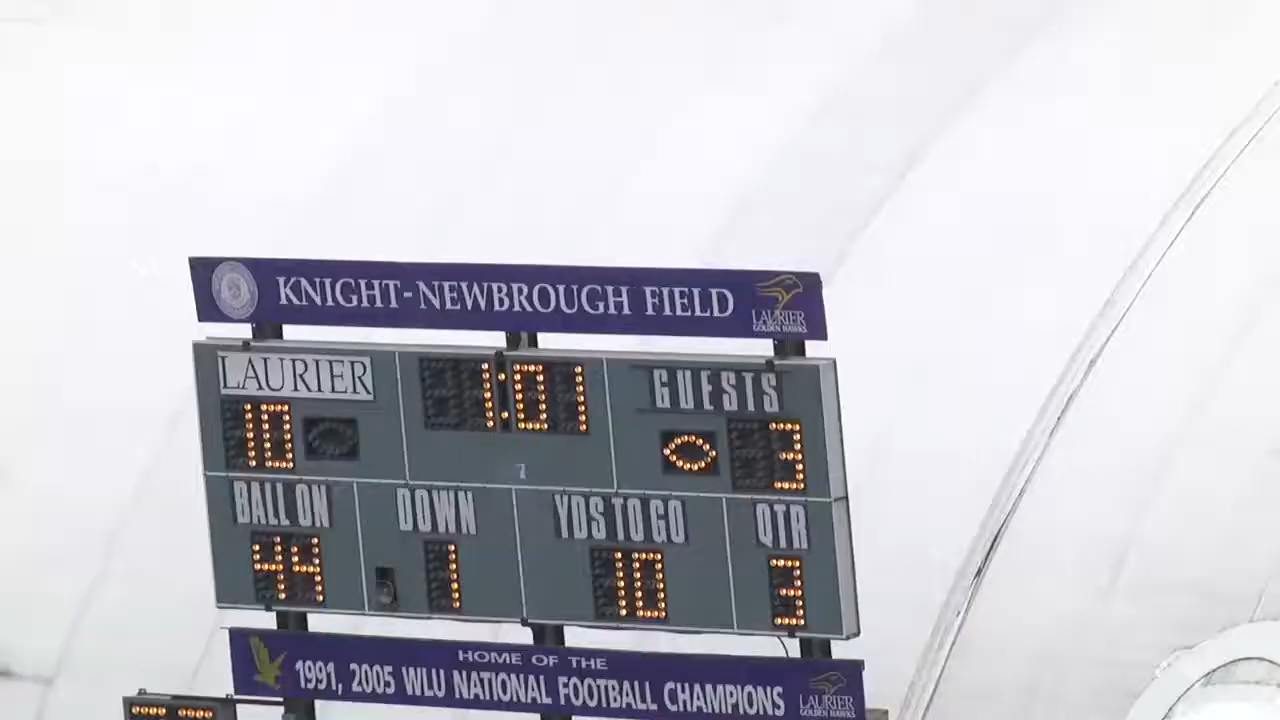 KNIGHT-NEWBROUGH FIELD
LAURIER
GOLDEN HAWKS
LAURIER
1:01
GUESTS
10
3
BALL ON
DOWN
YDS TO GO
QTR
44
1
10
3
HOME OF THE
1991, 2005 WLU NATIONAL FOOTBALL CHAMPIONS
LAURIER
GOLDEN HAWKS